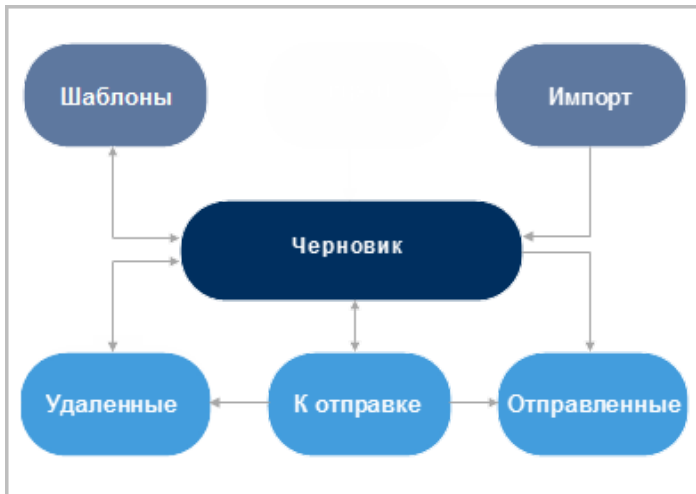 Шаблоны
Импорт
Черновик
Удаленные
К отправке
Отправленные